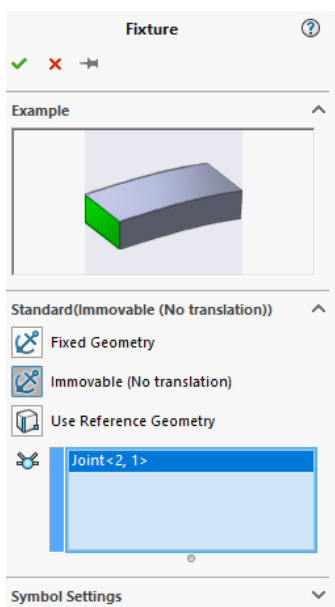 Fixture
Example
Standard(Immovable (No translation))
Fixed Geometry
Immovable (No translation)
Use Reference Geometry
Joint<2, 1>
Symbol Settings